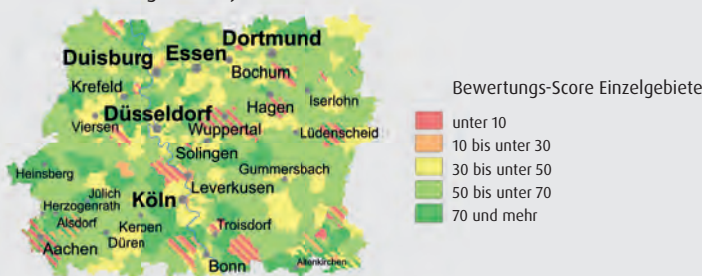 Dortmund
Duisburg Essen
Bochum
Krefeld
Hagen Iserlohn
Düsseldorf
Viersen Wuppertal Lüdenscheid
Solingen
Heinsberg Gummersbach
Jülich Leverkusen
Herzogenrath Köln
Alsdorf Kerpen Troisdorf
Aachen Düren
Bonn Altenkirchen
Bewertungs-Score Einzelgebiete
unter 10
10 bis unter 30
30 bis unter 50
50 bis unter 70
70 und mehr